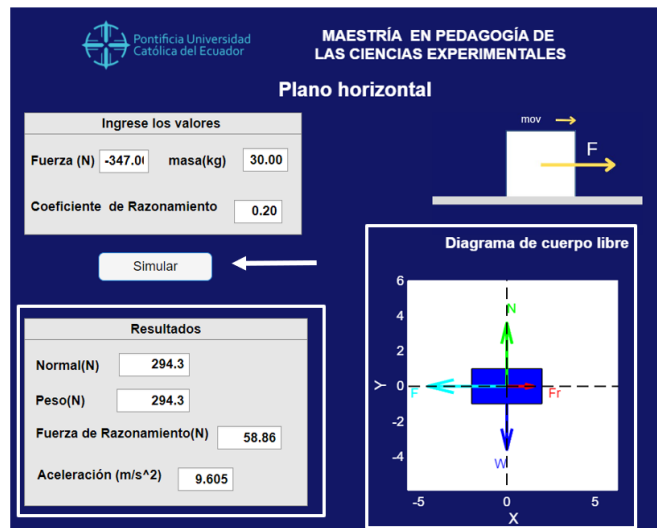 Pontificia Universidad
Católica del Ecuador
MAESTRÍA EN PEDAGOGÍA DE
LAS CIENCIAS EXPERIMENTALES
Plano horizontal
Ingrese los valores
Fuerza (N) -347.0 masa(kg) 30.00
Coeficiente de Razonamiento 0.20
mov
F
Simular
Resultados
Normal(N) 294.3
Peso(N) 294.3
Fuerza de Razonamiento(N) 58.86
Aceleración (m/s^2) 9.605
Diagrama de cuerpo libre
6
4
2
0
-2
-4
Y
N
F
Fr
W
-5 0 5
X